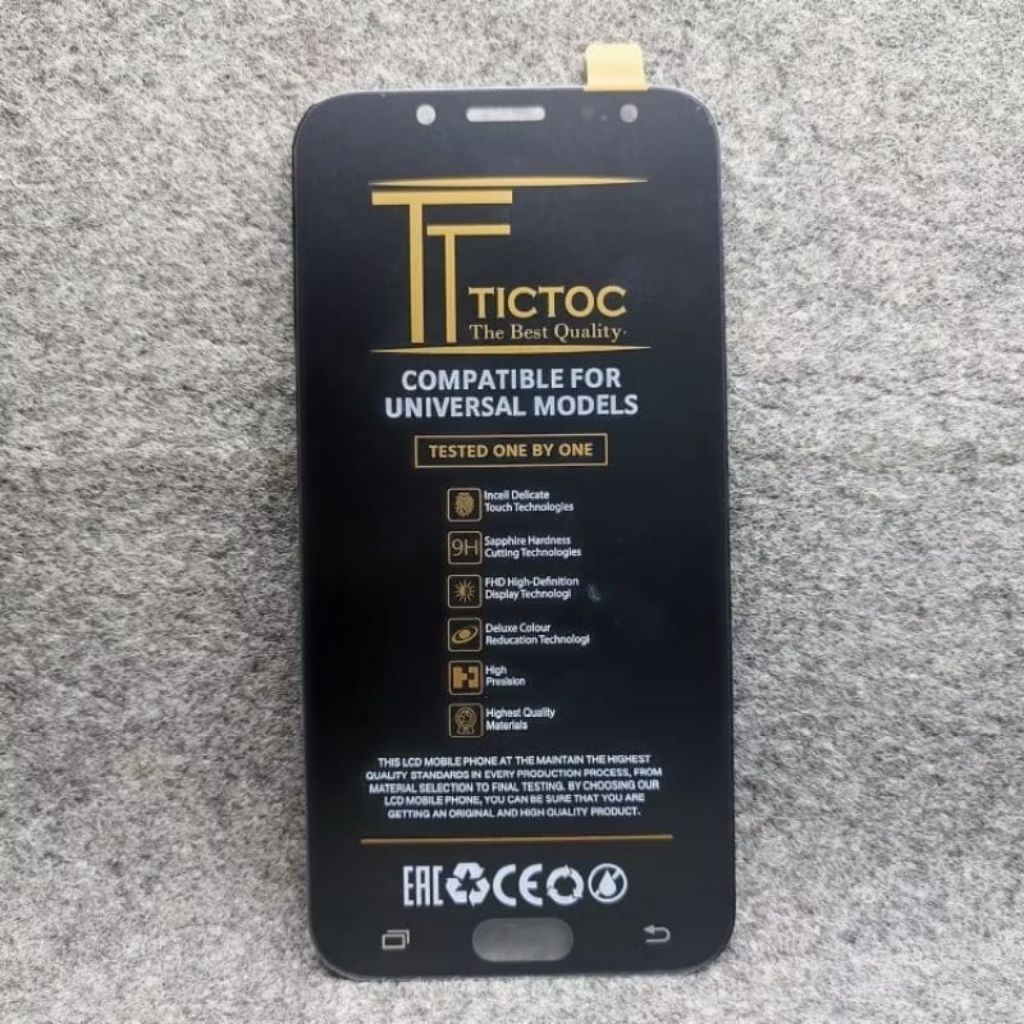 TT
TICTOC
The Best Quality
COMPATIBLE FOR
UNIVERSAL MODELS
TESTED ONE BY ONE
Incell Delicate
Touch Technologies
9H
Sapphire Hardness
Cutting Technologies
FHD High-Definition
Display Technologi
Deluxe Colour
Reducation Technologi
High
Presision
Highest Quality
Materials
THIS LCD MOBILE PHONE AT THE MAINTAIN THE HIGHEST
QUALITY STANDARDS IN EVERY PRODUCTION PROCESS, FROM
MATERIAL SELECTION TO FINAL TESTING. BY CHOOSING OUR
LCD MOBILE PHONE, YOU CAN BE SURE THAT YOU ARE
GETTING AN ORIGINAL AND HIGH QUALITY PRODUCT.
EAC CE